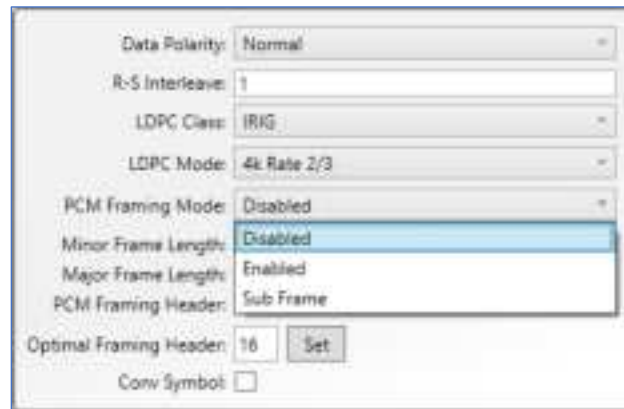 Data Polarity: Normal
R-S Interleave: 1
LDPC Class: IRIG
LDPC Mode: 4k Rate 2/3
PCM Framing Mode: Disabled
Minor Frame Length: Disabled
Major Frame Length: Enabled
PCM Framing Header: Sub Frame
Optimal Framing Header: 16 Set
Conv Symbol: